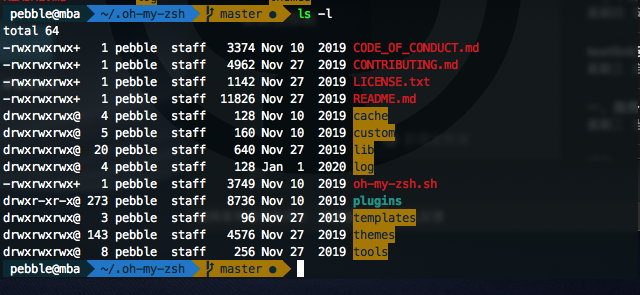 pebble@mba ~/.oh-my-zsh master ● ls -l
total 64
-rwxrwxrwx+ 1 pebble staff 3374 Nov 10 2019 CODE_OF_CONDUCT.md
-rwxrwxrwx+ 1 pebble staff 4962 Nov 27 2019 CONTRIBUTING.md
-rwxrwxrwx+ 1 pebble staff 1142 Nov 27 2019 LICENSE.txt
-rwxrwxrwx+ 1 pebble staff 11826 Nov 27 2019 README.md
drwxrwxrwx@ 4 pebble staff 128 Nov 10 2019 cache
drwxrwxrwx@ 5 pebble staff 160 Nov 10 2019 custom
drwxrwxrwx@ 20 pebble staff 640 Nov 27 2019 lib
drwxrwxrwx@ 4 pebble staff 128 Jan 1 2020 log
-rwxrwxrwx+ 1 pebble staff 3749 Nov 10 2019 oh-my-zsh.sh
drwxr-xr-x@ 273 pebble staff 8736 Nov 10 2019 plugins
drwxrwxrwx@ 3 pebble staff 96 Nov 27 2019 templates
drwxrwxrwx@ 143 pebble staff 4576 Nov 27 2019 themes
drwxrwxrwx@ 8 pebble staff 256 Nov 27 2019 tools
pebble@mba ~/.oh-my-zsh master ●